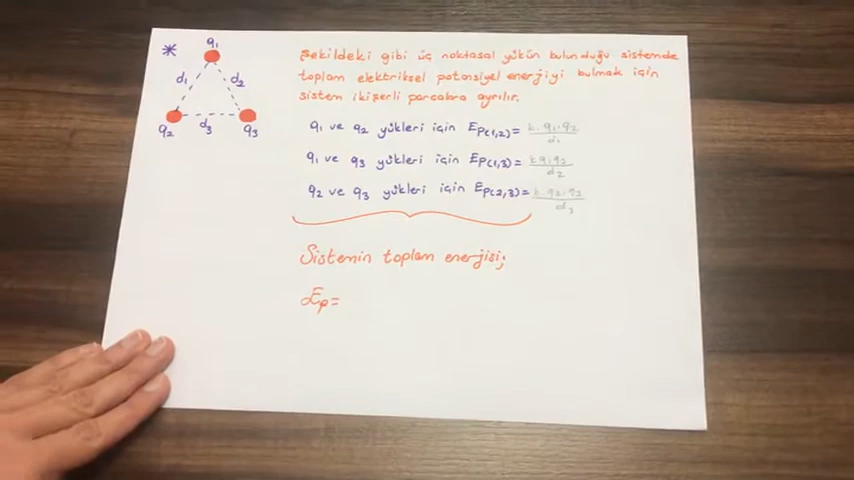 *
q1
d1
d2
q2
d3
q3
Şekildeki gibi üç noktasal yükün bulunduğu sistemde
toplam elektriksel potansiyel enerjiyi bulmak için
sistem ikişerli parçalara ayrılır.
q1 ve q2 yükleri için EP(1,2) = k.q1.q2 / d1
q1 ve q3 yükleri için EP(1,3) = k q1 q3 / d2
q2 ve q3 yükleri için EP(2,3) = k.q2.q3 / d3
Sistemin toplam enerjisi;
Ep=